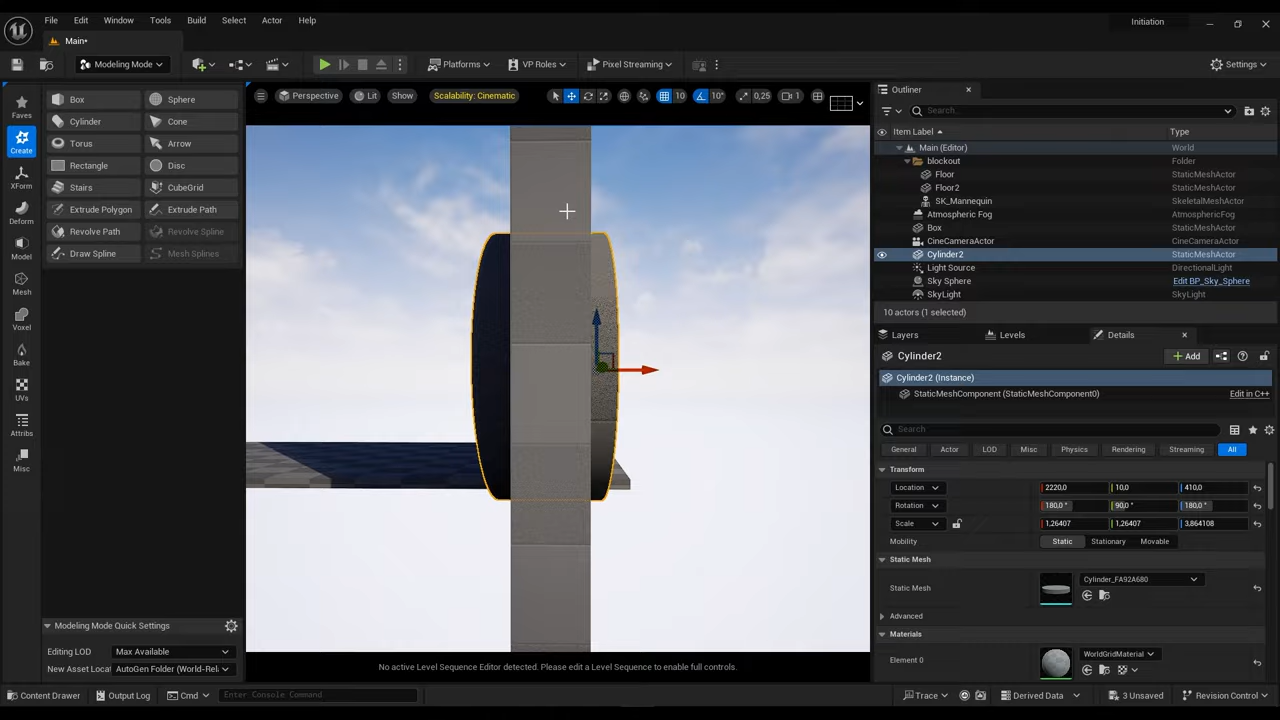 File Edit Window Tools Build Select Actor Help
Initiation
Main*
Modeling Mode
Platforms
VP Roles
Pixel Streaming
Settings
Faves
Create
XForm
Deform
Model
Mesh
Voxel
Bake
UVs
Attribs
Misc
Box Sphere
Cylinder Cone
Torus Arrow
Rectangle Disc
Stairs CubeGrid
Extrude Polygon Extrude Path
Revolve Path Revolve Spline
Draw Spline Mesh Splines
Modeling Mode Quick Settings
Editing LOD Max Available
New Asset Locat AutoGen Folder (World-Rel
Perspective Lit Show Scalability: Cinematic 10 10° 0,25 1
No active Level Sequence Editor detected. Please edit a Level Sequence to enable full controls.
Outliner
Search...
Item Label Type
Main (Editor) World
blockout Folder
Floor StaticMeshActor
Floor2 StaticMeshActor
SK_Mannequin SkeletalMeshActor
Atmospheric Fog AtmosphericFog
Box StaticMeshActor
CineCameraActor CineCameraActor
Cylinder2 StaticMeshActor
Light Source DirectionalLight
Sky Sphere Edit BP_Sky_Sphere
SkyLight SkyLight
10 actors (1 selected)
Layers Levels Details
Cylinder2 Add
Cylinder2 (Instance)
StaticMeshComponent (StaticMeshComponent0) Edit in C++
Search
General Actor LOD Misc Physics Rendering Streaming All
Transform
Location 2220,0 10,0 410,0
Rotation 180,0 ° 90,0 ° 180,0 °
Scale 1,26407 1,26407 3,864108
Mobility Static Stationary Movable
Static Mesh
Static Mesh Cylinder_FA92A680
Advanced
Materials
Element 0 WorldGridMaterial
Content Drawer Output Log Cmd Enter Console Command Trace Derived Data 3 Unsaved Revision Control